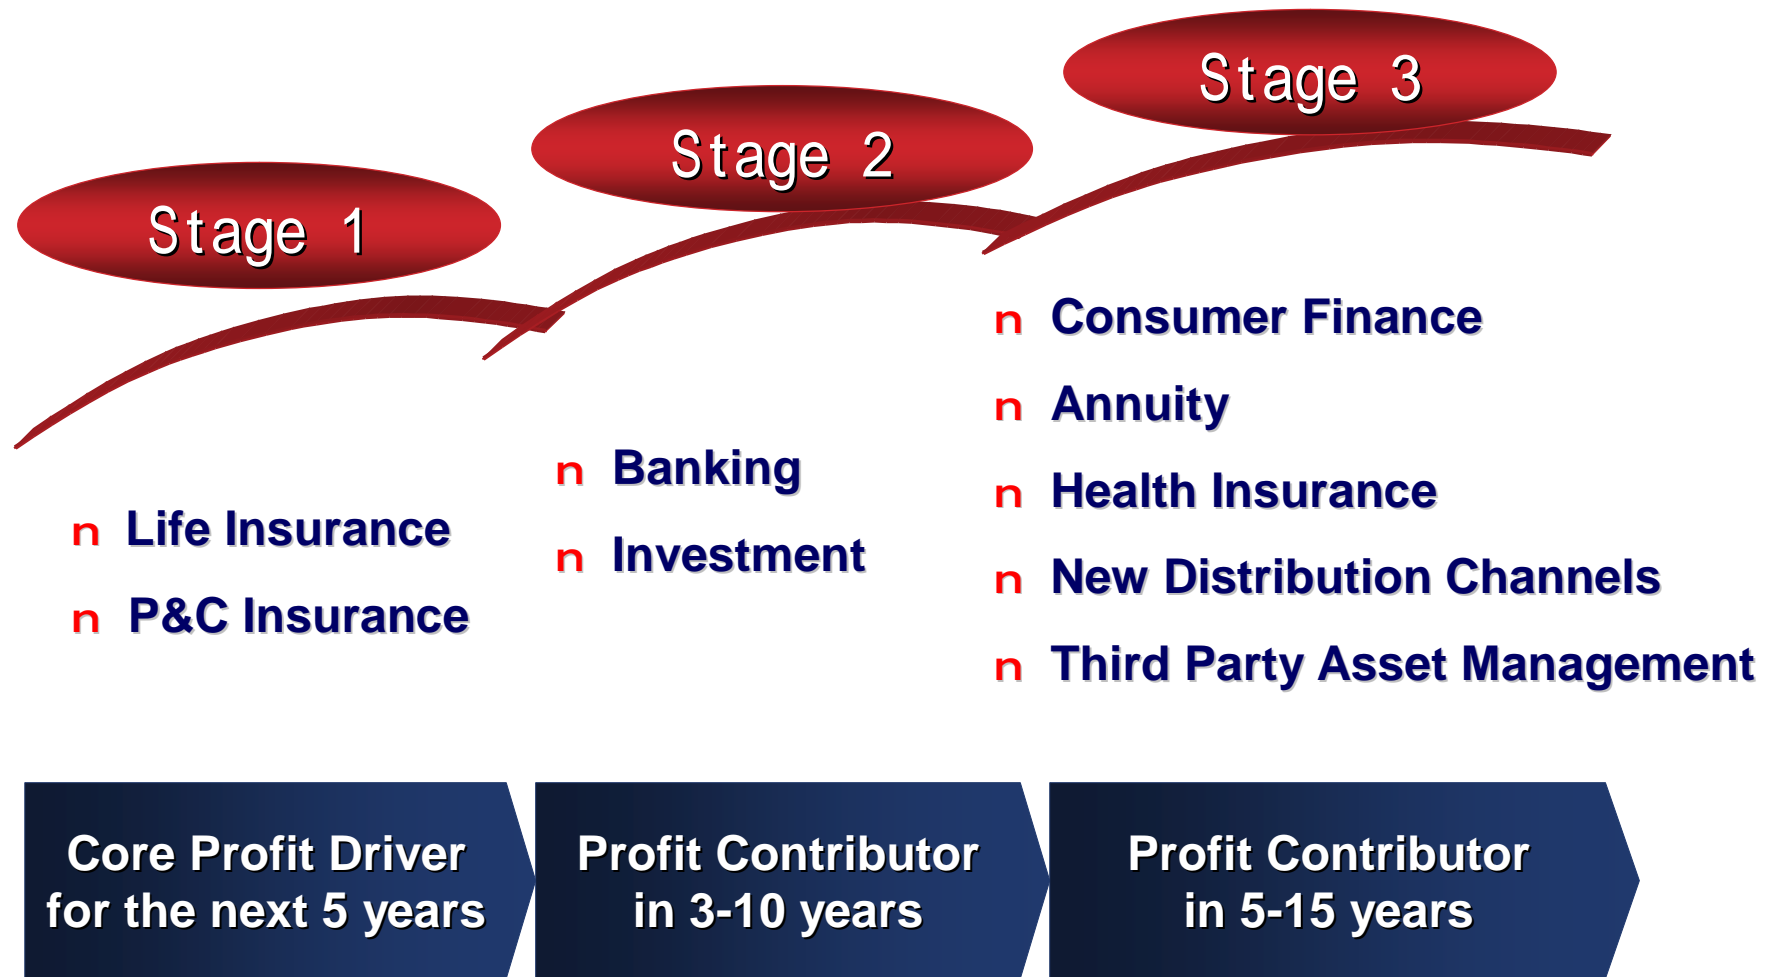 Stage 1
Stage 2
Stage 3
n Life Insurance
n P&C Insurance
n Banking
n Investment
n Consumer Finance
n Annuity
n Health Insurance
n New Distribution Channels
n Third Party Asset Management
Core Profit Driver
for the next 5 years
Profit Contributor
in 3-10 years
Profit Contributor
in 5-15 years